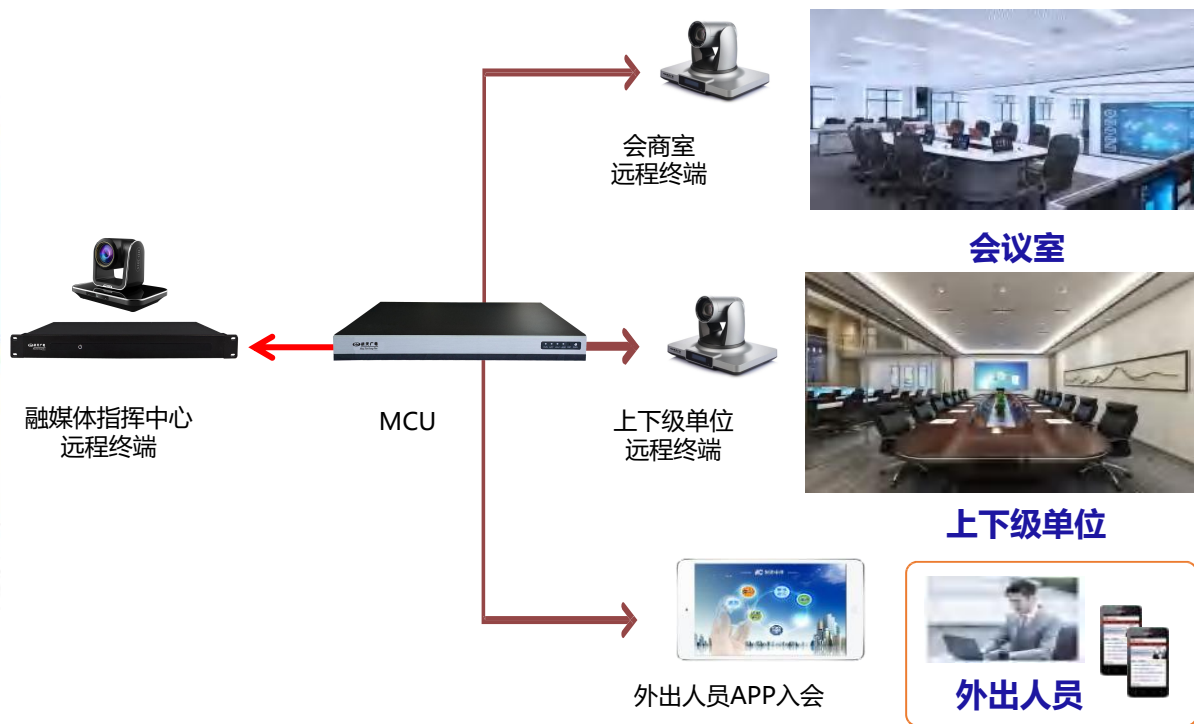 会商室
远程终端
会议室
融媒体指挥中心
远程终端
MCU
上下级单位
远程终端
上下级单位
外出人员APP入会
外出人员